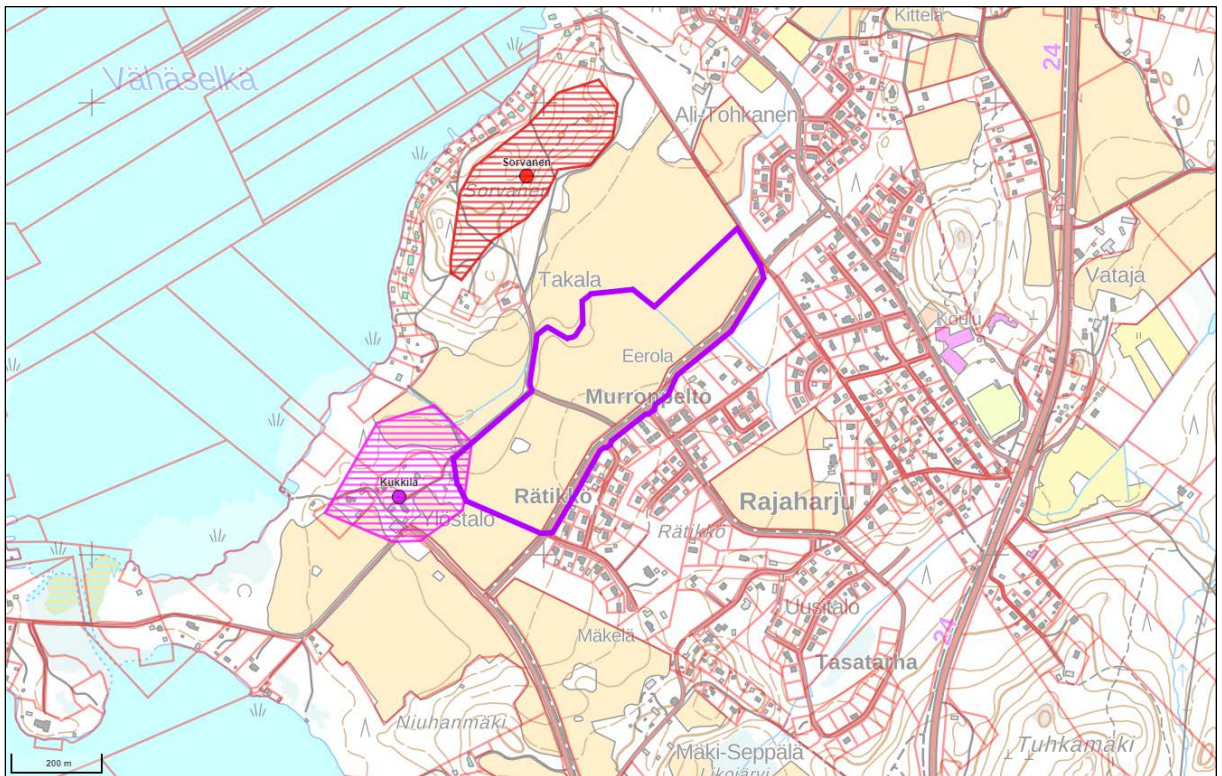 Kittelä
24
Vähäselkä
Ali-Tohkanen
Sorvanen
Sorvanen
Takala
Vataja
Koulu
Eerola
Murronpelto
Kukkila
Rätikkö
Ylöstalo
Rajaharju
Rätikkö
Uusitalo
Mäkelä
24
Tasatarha
Niuhanmäki
Mäki-Seppälä
Tuhkamäki
200 m
Likojärvi